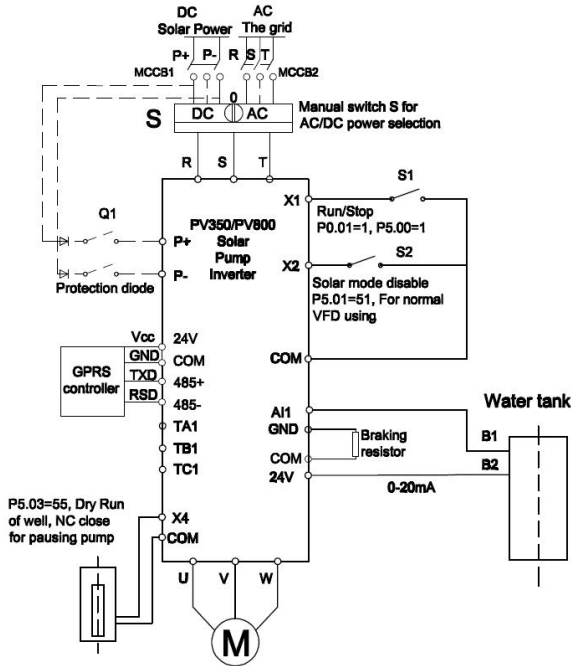 DC
Solar Power
AC
The grid
P+ P- R S T
MCCB1 MCCB2
S
DC 0 AC
Manual switch S for
AC/DC power selection
R S T
PV350/PV800
Solar
Pump
Inverter
Q1
P+
P-
Protection diode
X1
S1
Run/Stop
P0.01=1, P5.00=1
X2
S2
Solar mode disable
P5.01=51, For normal
VFD using
COM
GPRS
controller
Vcc 24V
GND COM
TXD 485+
RSD 485-
TA1
TB1
TC1
AI1
GND
COM
24V
Braking
resistor
0-20mA
Water tank
B1
B2
P5.03=55, Dry Run
of well, NC close
for pausing pump
X4
COM
U V W
M